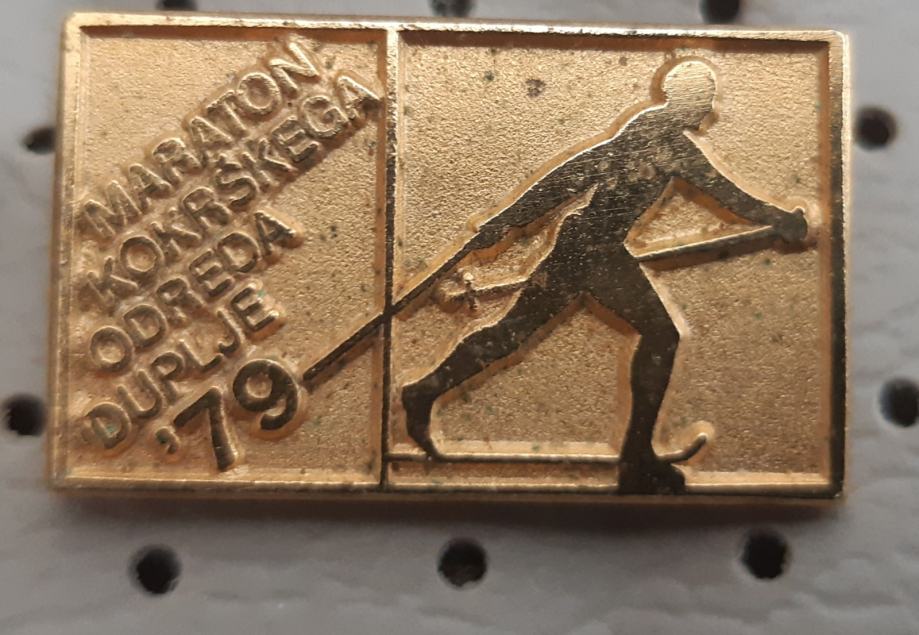 MARATON
KOKRŠKEGA
ODREDA
DUPLJE
'79